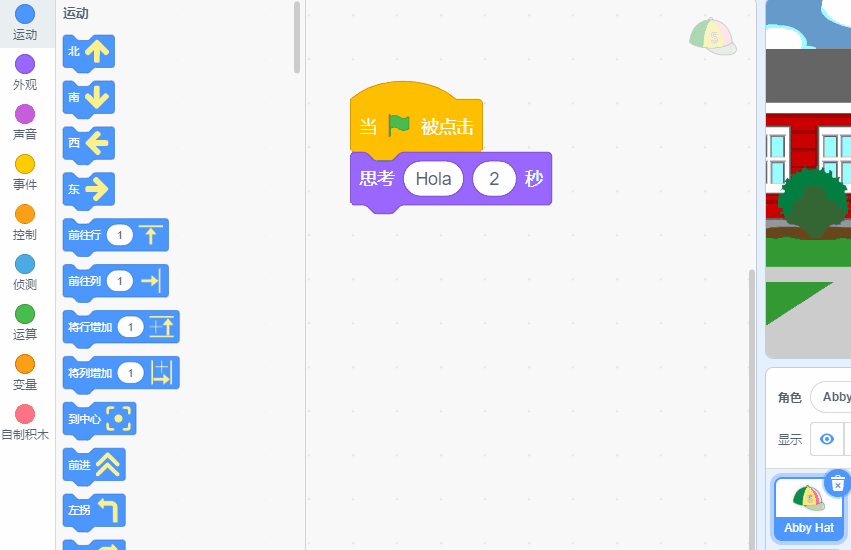 运动
外观
声音
事件
控制
侦测
运算
变量
自制积木
运动
北
南
西
东
前往行 1
前往列 1
将行增加 1
将列增加 1
到中心
前进
左拐
当 被点击
思考 Hola 2 秒
$
角色 Abby
显示
Abby Hat